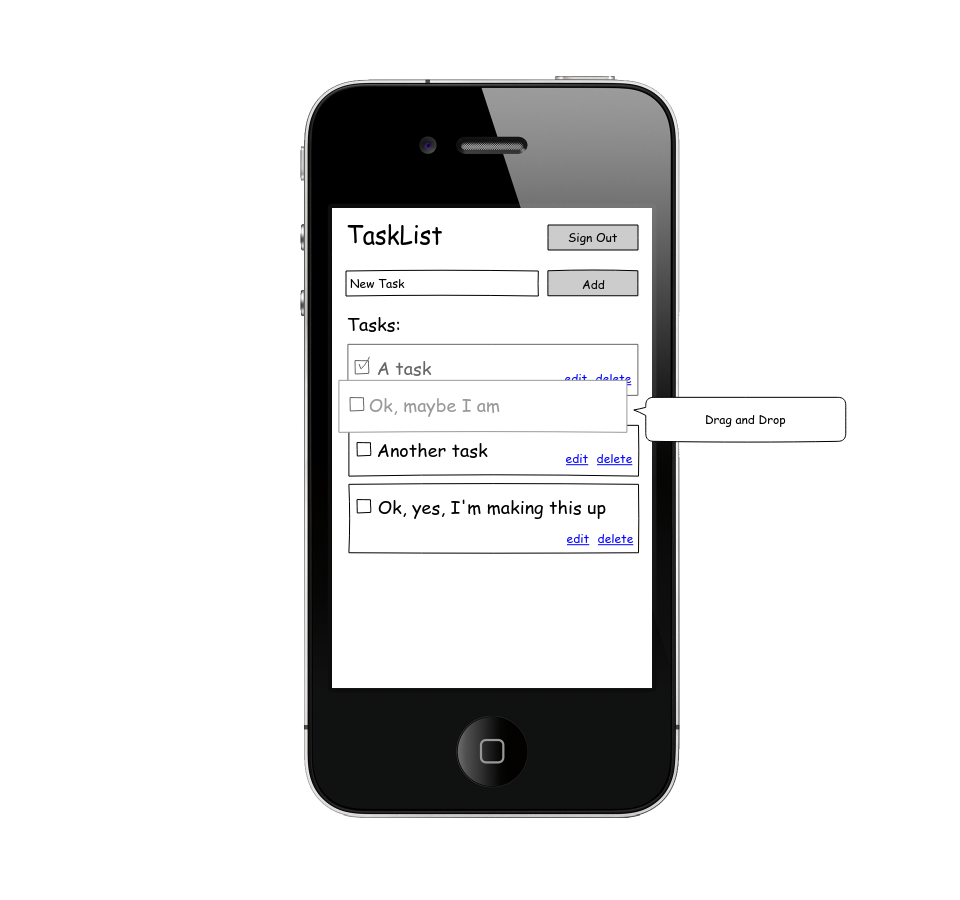 TaskList
Sign Out
New Task
Add
Tasks:
A task
edit delete
Ok, maybe I am
Drag and Drop
Another task
edit delete
Ok, yes, I'm making this up
edit delete